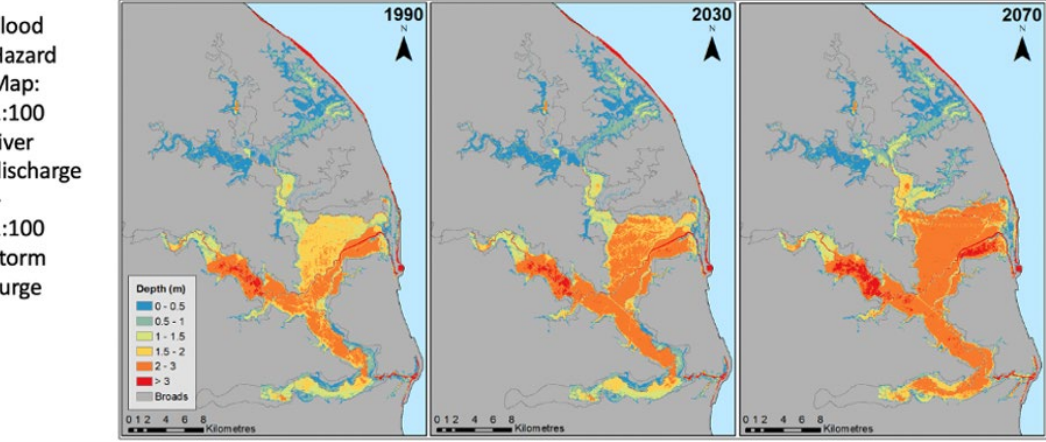 lood
Hazard
Map:
:100
iver
discharge
:100
torm
urge
1990
N
2030
N
2070
N
Depth (m)
0 - 0.5
0.5 - 1
1 - 1.5
1.5 - 2
2 - 3
> 3
Broads
0 1 2 4 6 8
Kilometres
0 1 2 4 6 8
Kilometres
0 1 2 4 6 8
Kilometres